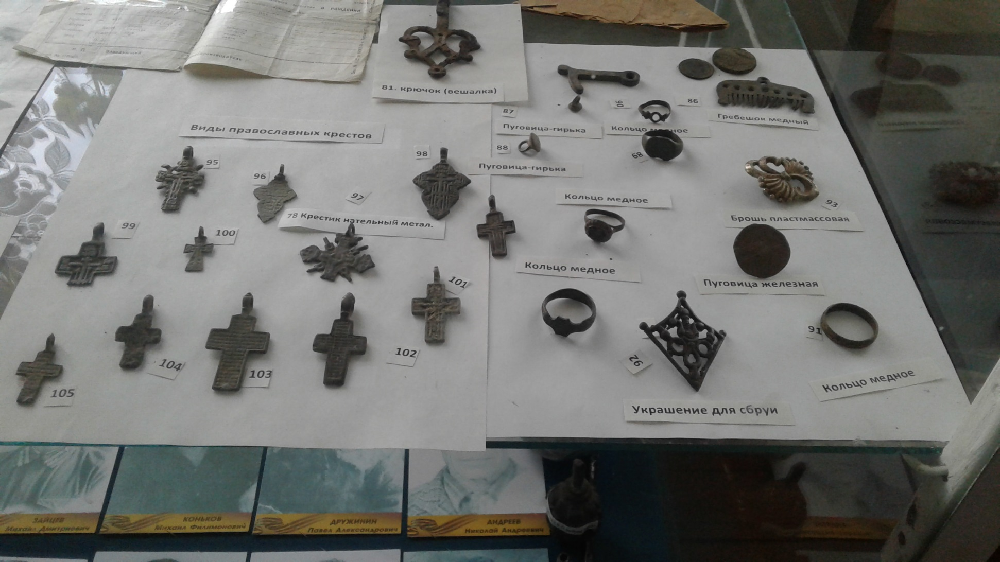 О РОЖДЕНИИ
М. П.
Заведующий
81. крючок (вешалка)
Виды православных крестов
95
96
97
98
78 Крестик нательный метал.
99
100
101
102
103
104
105
87
Пуговица-гирька
90
Кольцо медное
86
Гребешок медный
88
Пуговица-гирька
89
Кольцо медное
93
Брошь пластмассовая
Кольцо медное
Пуговица железная
92
Украшение для сбруи
91
Кольцо медное
ЗАЙЦЕВ
Михаил Дмитриевич
КОНЬКОВ
Михаил Филимонович
ДРУЖИНИН
Павел Александрович
АНДРЕЕВ
Николай Андреевич